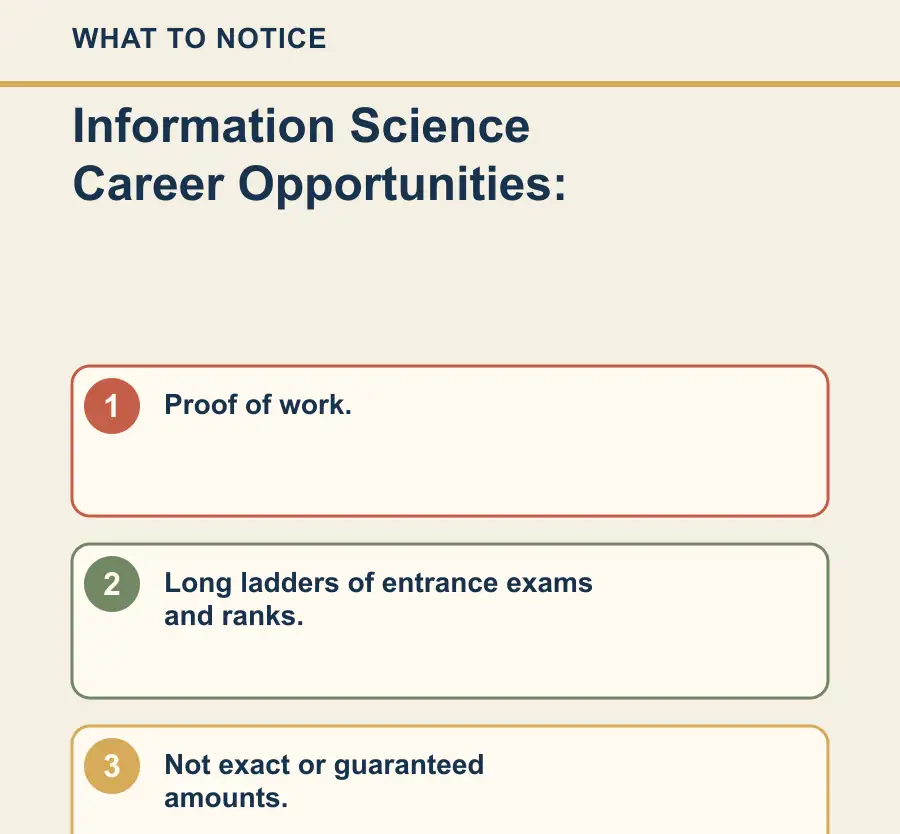 WHAT TO NOTICE
Information Science
Career Opportunities:
1
Proof of work.
2
Long ladders of entrance exams
and ranks.
3
Not exact or guaranteed
amounts.